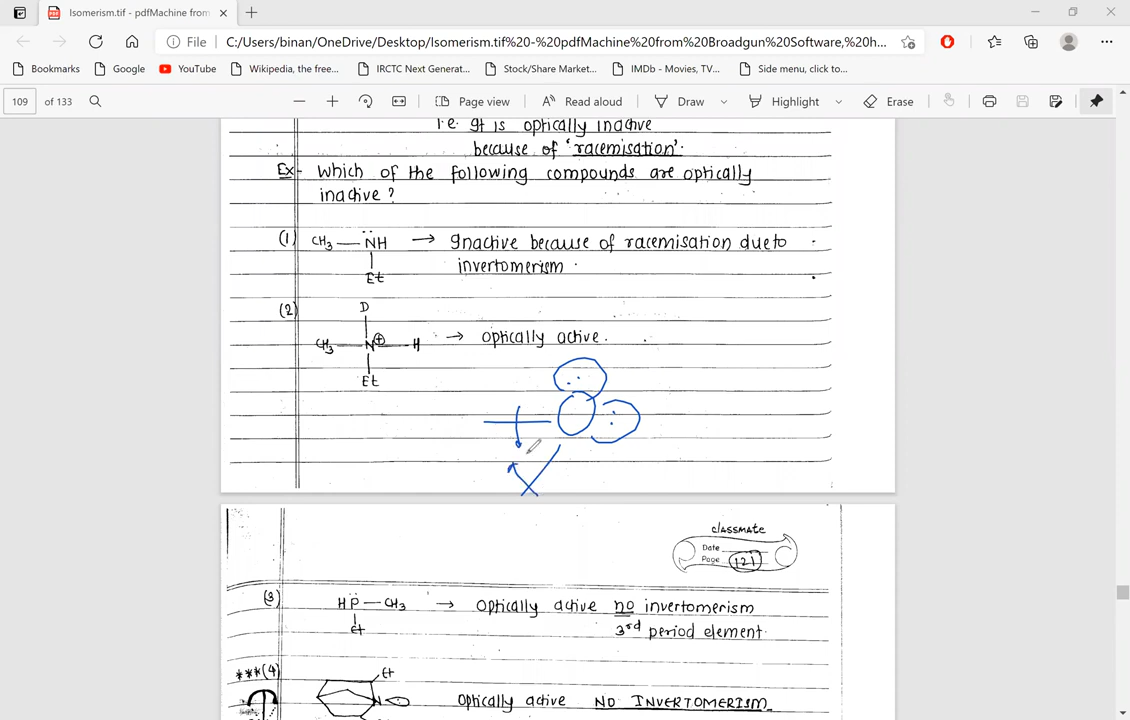 Isomerism.tif - pdfMachine from
File
C:/Users/binan/OneDrive/Desktop/Isomerism.tif%20-%20pdfMachine%20from%20Broadgun%20Software,%20h...
Bookmarks Google YouTube Wikipedia, the free... IRCTC Next Generat... Stock/Share Market... IMDb - Movies, TV... Side menu, click to...
109 of 133 Page view Read aloud Draw Highlight Erase
i.e. It is optically inactive
because of 'racemisation'.
Ex- Which of the following compounds are optically
inactive?
(1) CH3 — N̈H → Inactive because of racemisation due to
invertomerism.
Et
(2) D
CH3 — N⊕ — H → optically active.
Et
classmate
Date
Page 121
(3) HP̈ — CH3 → Optically active no invertomerism
Et 3rd period element.
***(4) Et
N Optically active NO INVERTOMERISM